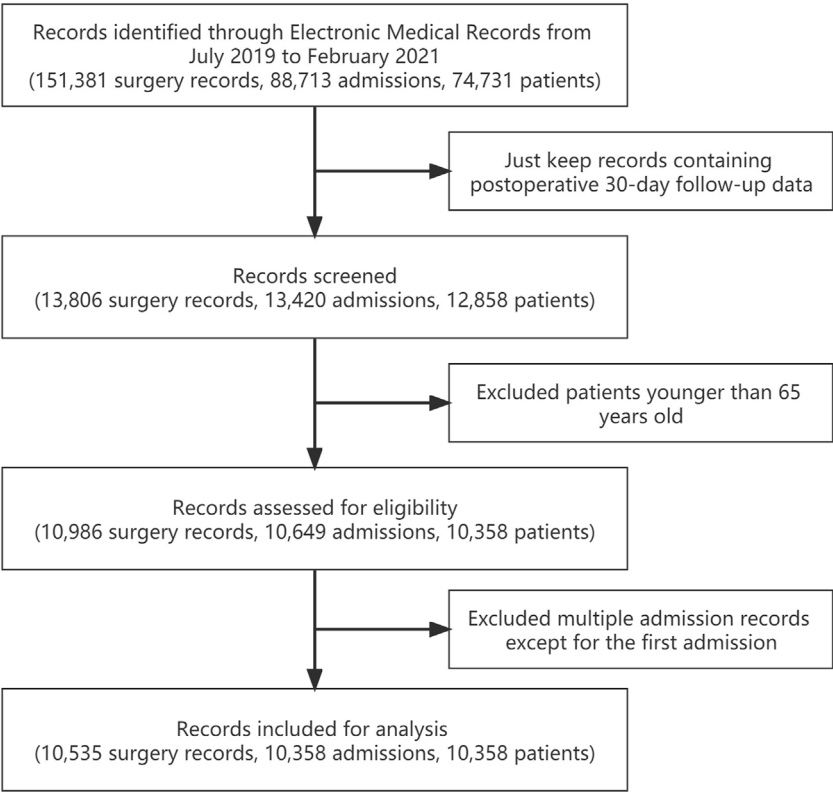 Records identified through Electronic Medical Records from
July 2019 to February 2021
(151,381 surgery records, 88,713 admissions, 74,731 patients)
Just keep records containing
postoperative 30-day follow-up data
Records screened
(13,806 surgery records, 13,420 admissions, 12,858 patients)
Excluded patients younger than 65
years old
Records assessed for eligibility
(10,986 surgery records, 10,649 admissions, 10,358 patients)
Excluded multiple admission records
except for the first admission
Records included for analysis
(10,535 surgery records, 10,358 admissions, 10,358 patients)